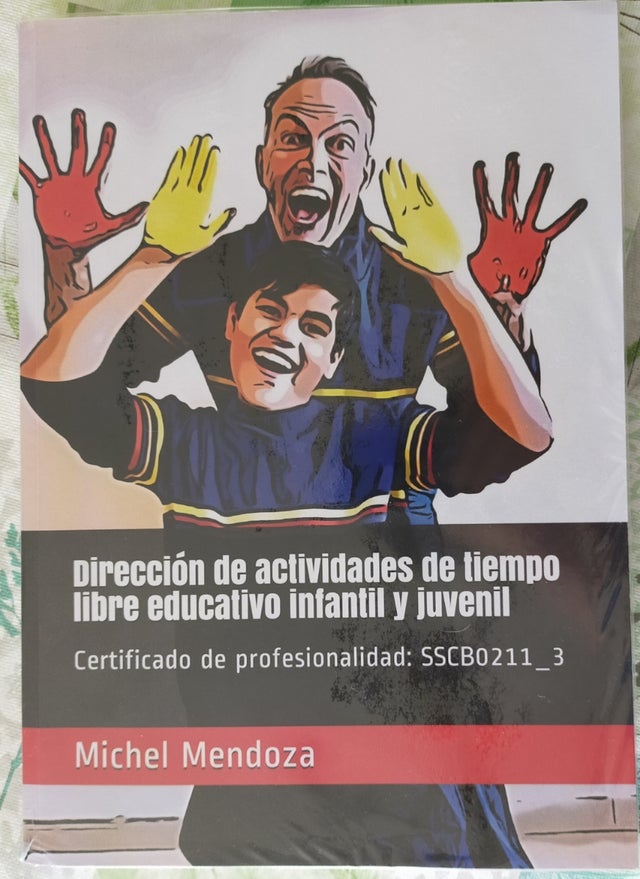 Dirección de actividades de tiempo
libre educativo infantil y juvenil
Certificado de profesionalidad: SSCB0211_3
Michel Mendoza